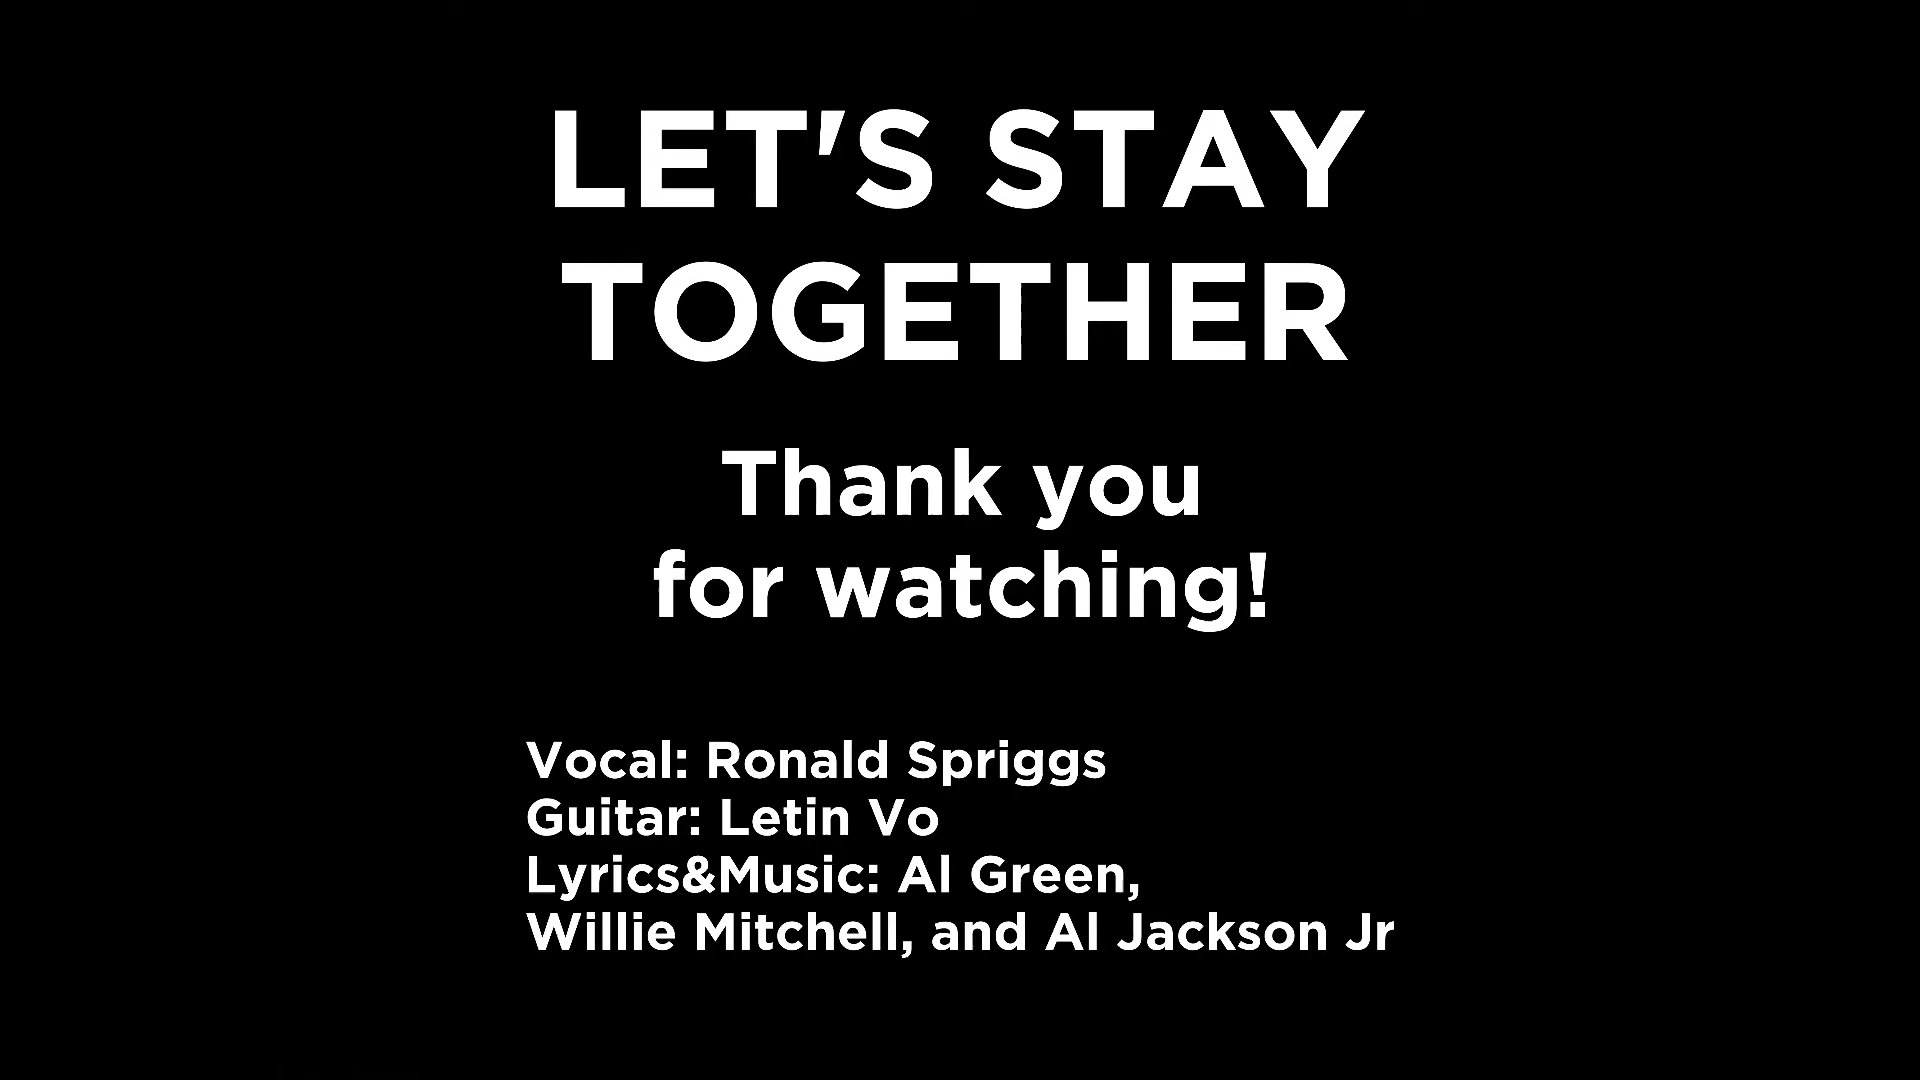 LET'S STAY
TOGETHER
Thank you
for watching!
Vocal: Ronald Spriggs
Guitar: Letin Vo
Lyrics&Music: Al Green,
Willie Mitchell, and Al Jackson Jr